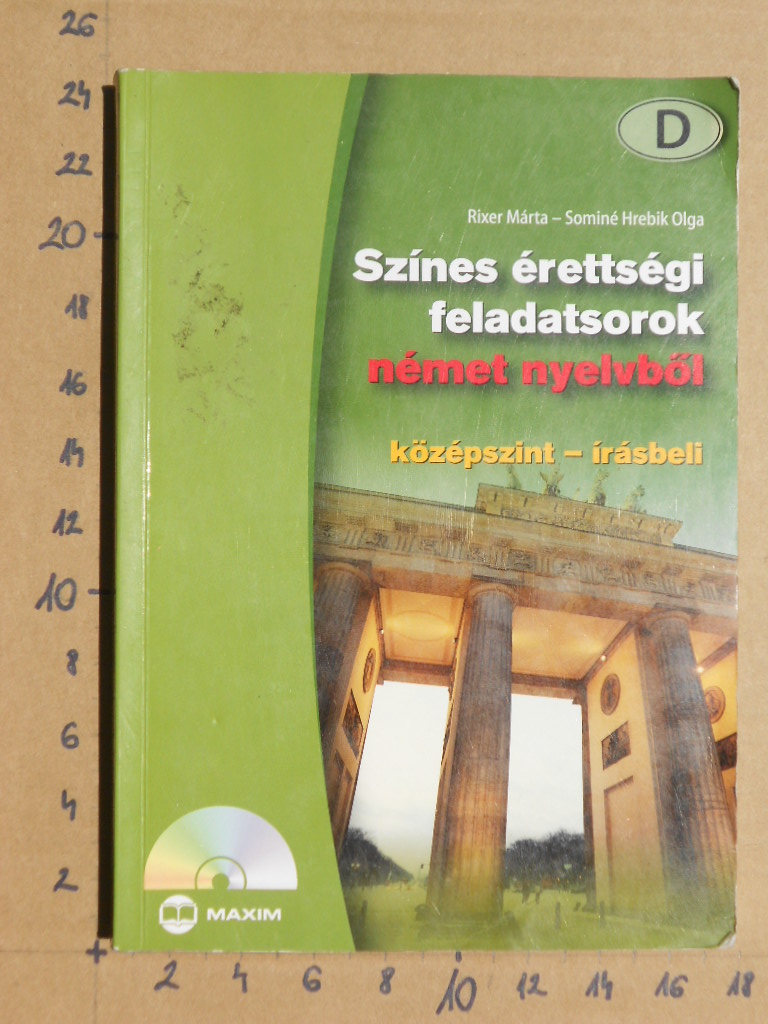 26
24
22
20
18
16
14
12
10
8
6
4
2
D
Rixer Márta – Sominé Hrebik Olga
Színes érettségi
feladatsorok
német nyelvből
középszint – írásbeli
MAXIM
2 4 6 8 10 12 14 16 18